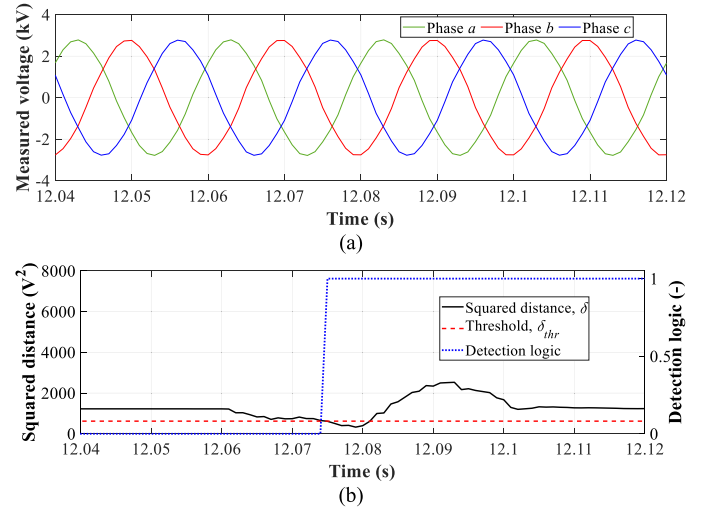 4
2
0
-2
-4
Measured voltage (kV)
Phase a Phase b Phase c
12.04 12.05 12.06 12.07 12.08 12.09 12.1 12.11 12.12
Time (s)
(a)
8000
6000
4000
2000
0
Squared distance (V²)
Squared distance, δ
Threshold, δthr
Detection logic
1
0.5
0
Detection logic (-)
12.04 12.05 12.06 12.07 12.08 12.09 12.1 12.11 12.12
Time (s)
(b)